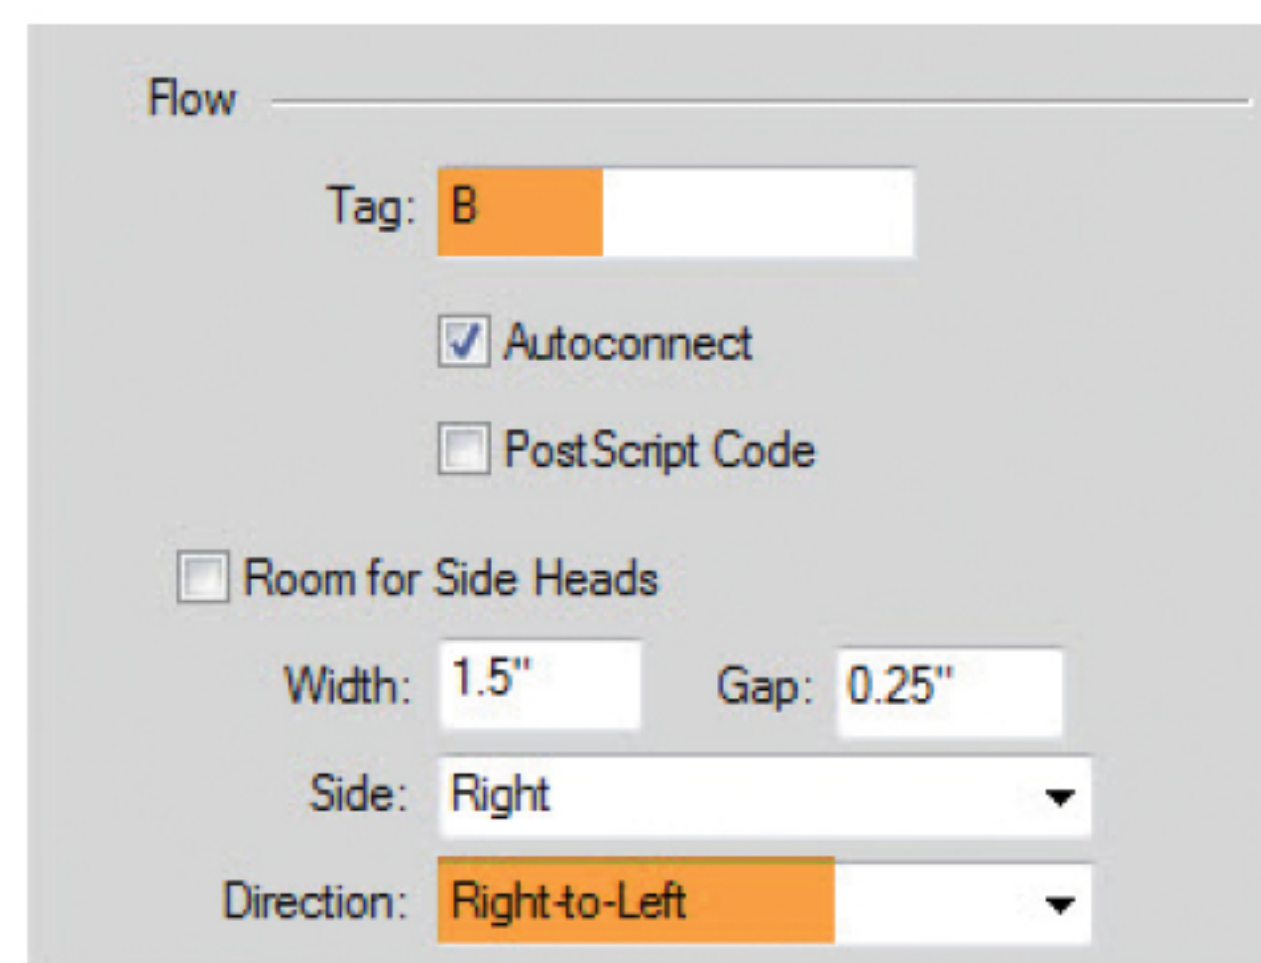 Flow
Tag: B
Autoconnect
PostScript Code
Room for Side Heads
Width: 1.5" Gap: 0.25"
Side: Right
Direction: Right-to-Left